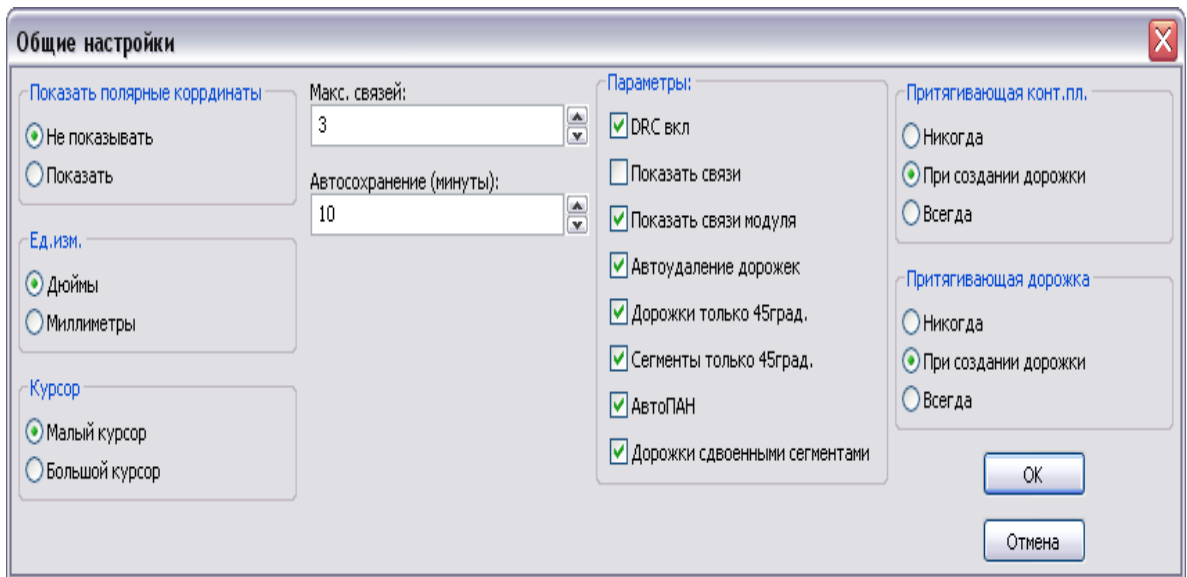 Общие настройки
Показать полярные коррдинаты
Не показывать
Показать
Ед.изм.
Дюймы
Миллиметры
Курсор
Малый курсор
Большой курсор
Макс. связей:
3
Автосохранение (минуты):
10
Параметры:
DRC вкл
Показать связи
Показать связи модуля
Автоудаление дорожек
Дорожки только 45град.
Сегменты только 45град.
АвтоПАН
Дорожки сдвоенными сегментами
Притягивающая конт.пл.
Никогда
При создании дорожки
Всегда
Притягивающая дорожка
Никогда
При создании дорожки
Всегда
OK
Отмена